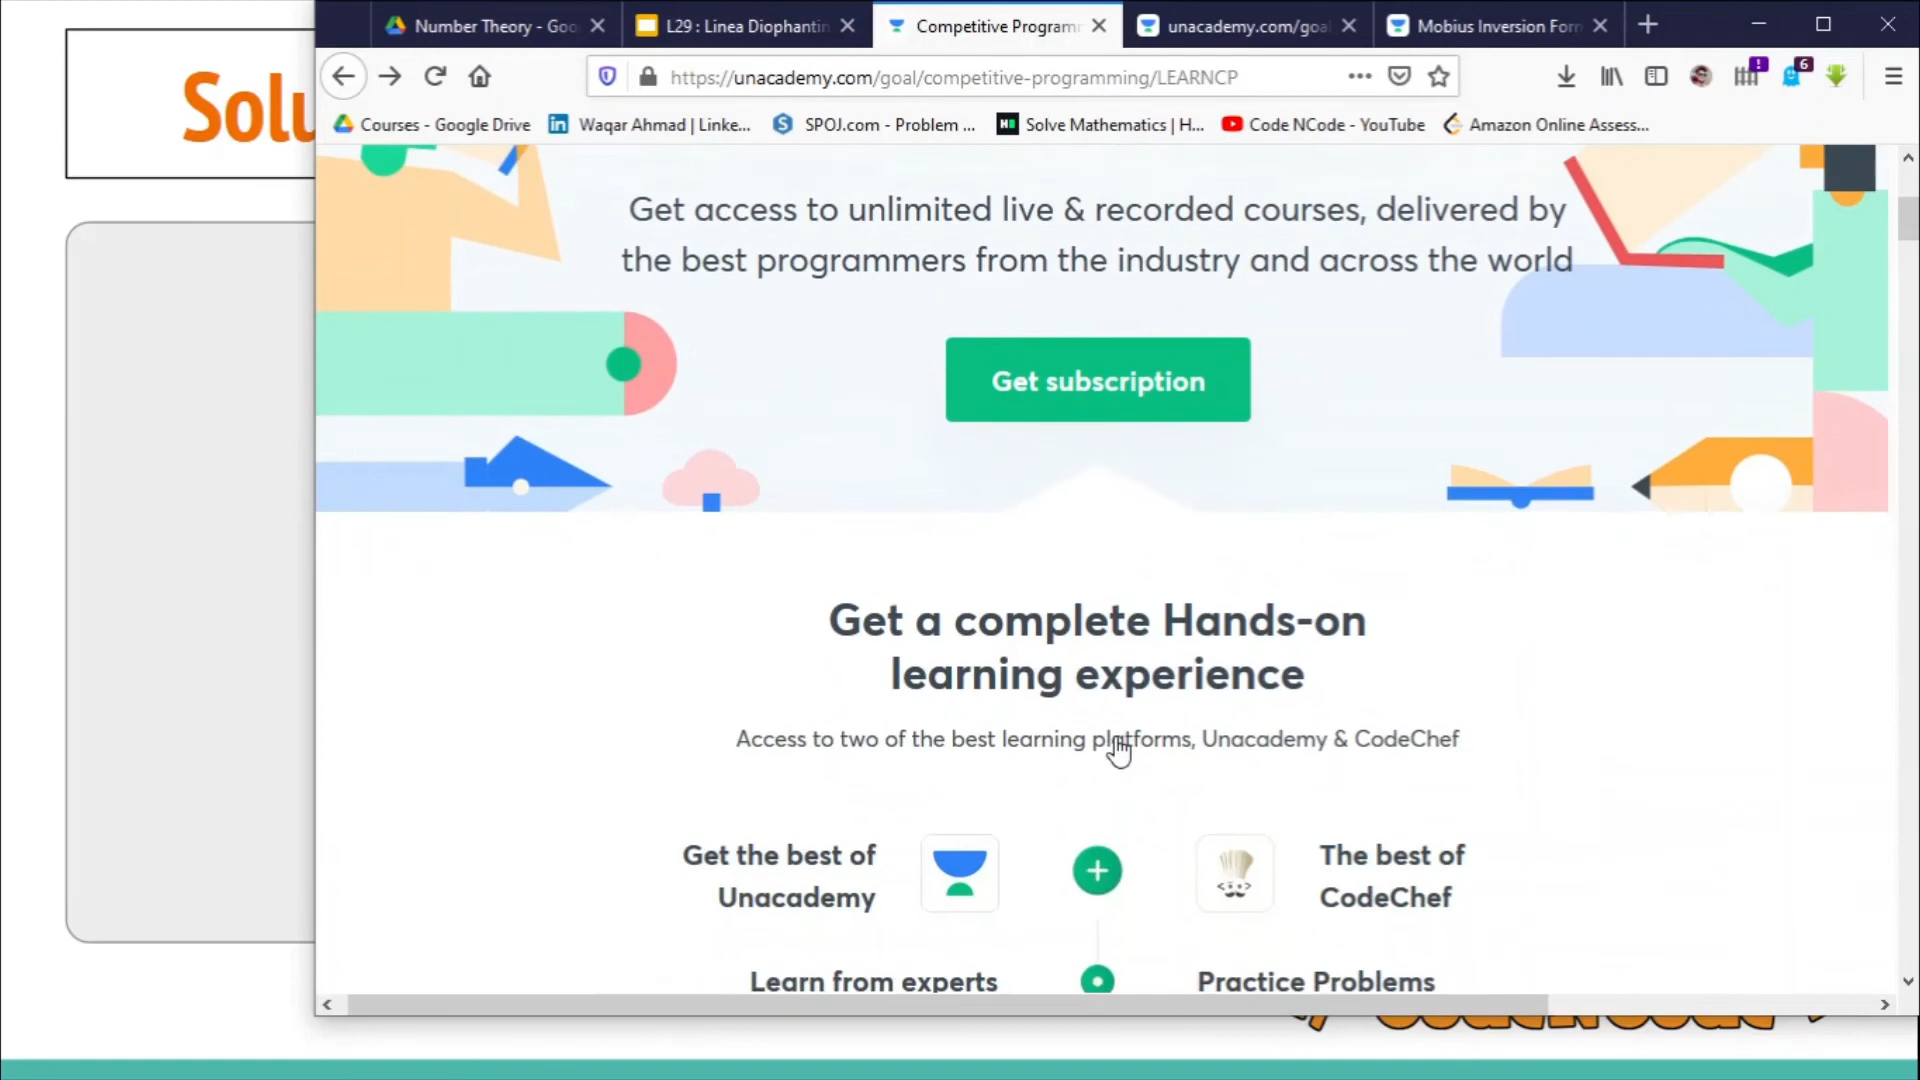 Solu
Number Theory - Goo
L29 : Linea Diophantin
Competitive Program
unacademy.com/goal
Mobius Inversion Form
https://unacademy.com/goal/competitive-programming/LEARNCP
!
6
Courses - Google Drive
in
Waqar Ahmad | Linke...
S
SPOJ.com - Problem ...
H
Solve Mathematics | H...
Code NCode - YouTube
Amazon Online Assess...
Get access to unlimited live & recorded courses, delivered by
the best programmers from the industry and across the world
Get subscription
Get a complete Hands-on
learning experience
Access to two of the best learning platforms, Unacademy & CodeChef
Get the best of
Unacademy
The best of
CodeChef
Learn from experts
Practice Problems